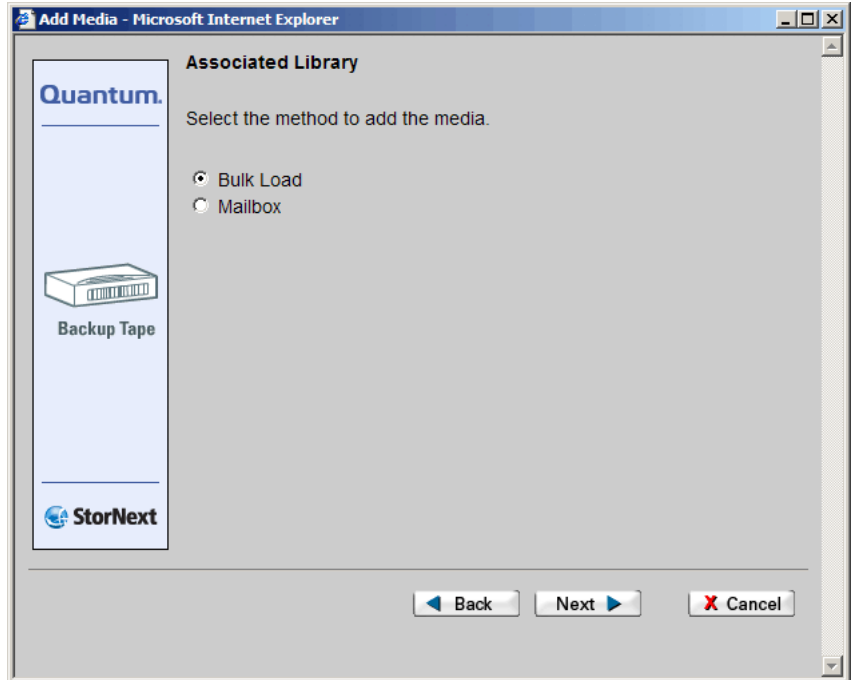 Add Media - Microsoft Internet Explorer
Associated Library
Quantum.
Select the method to add the media.
Bulk Load
Mailbox
Backup Tape
StorNext
Back Next X Cancel